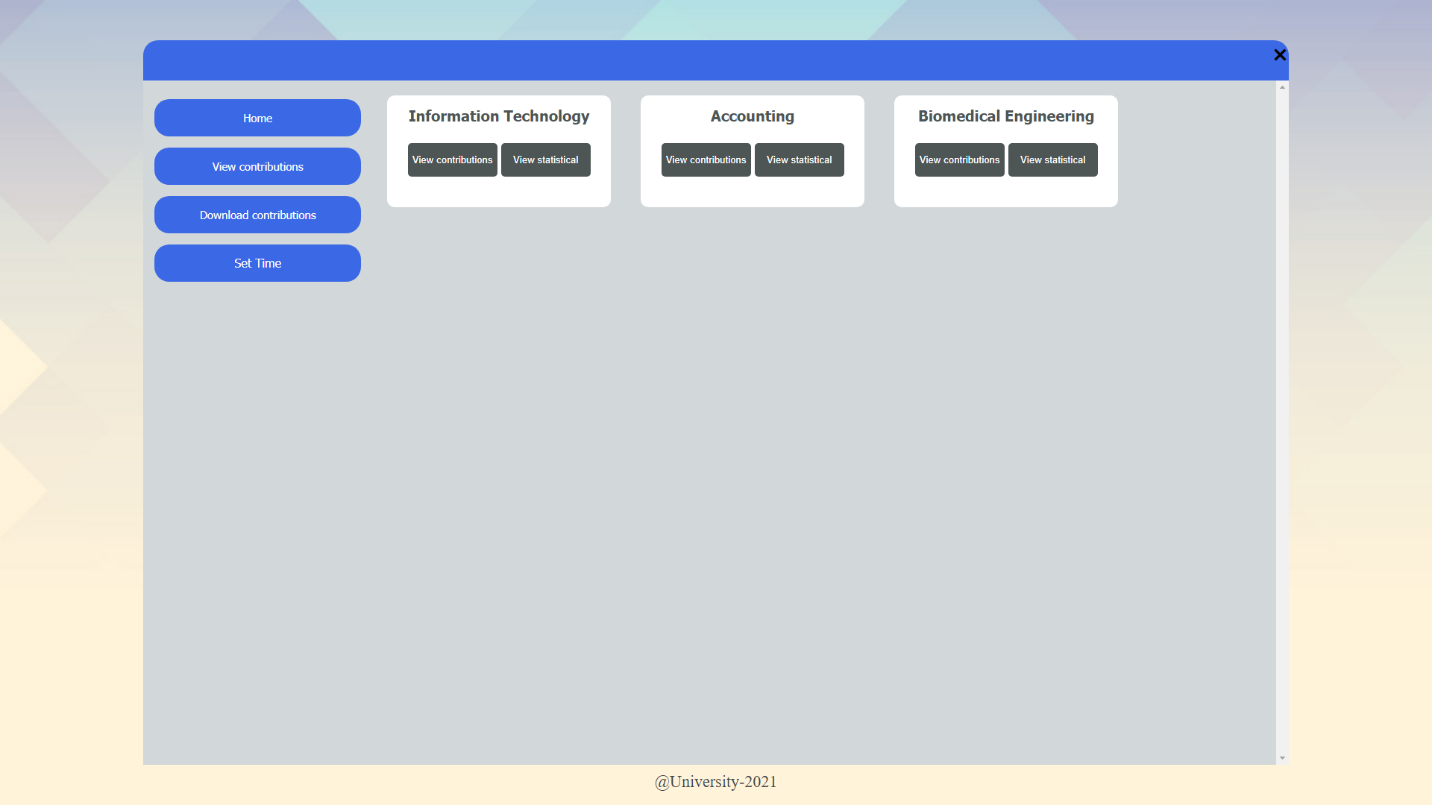 Home
View contributions
Download contributions
Set Time
Information Technology
View contributions View statistical
Accounting
View contributions View statistical
Biomedical Engineering
View contributions View statistical
@University-2021